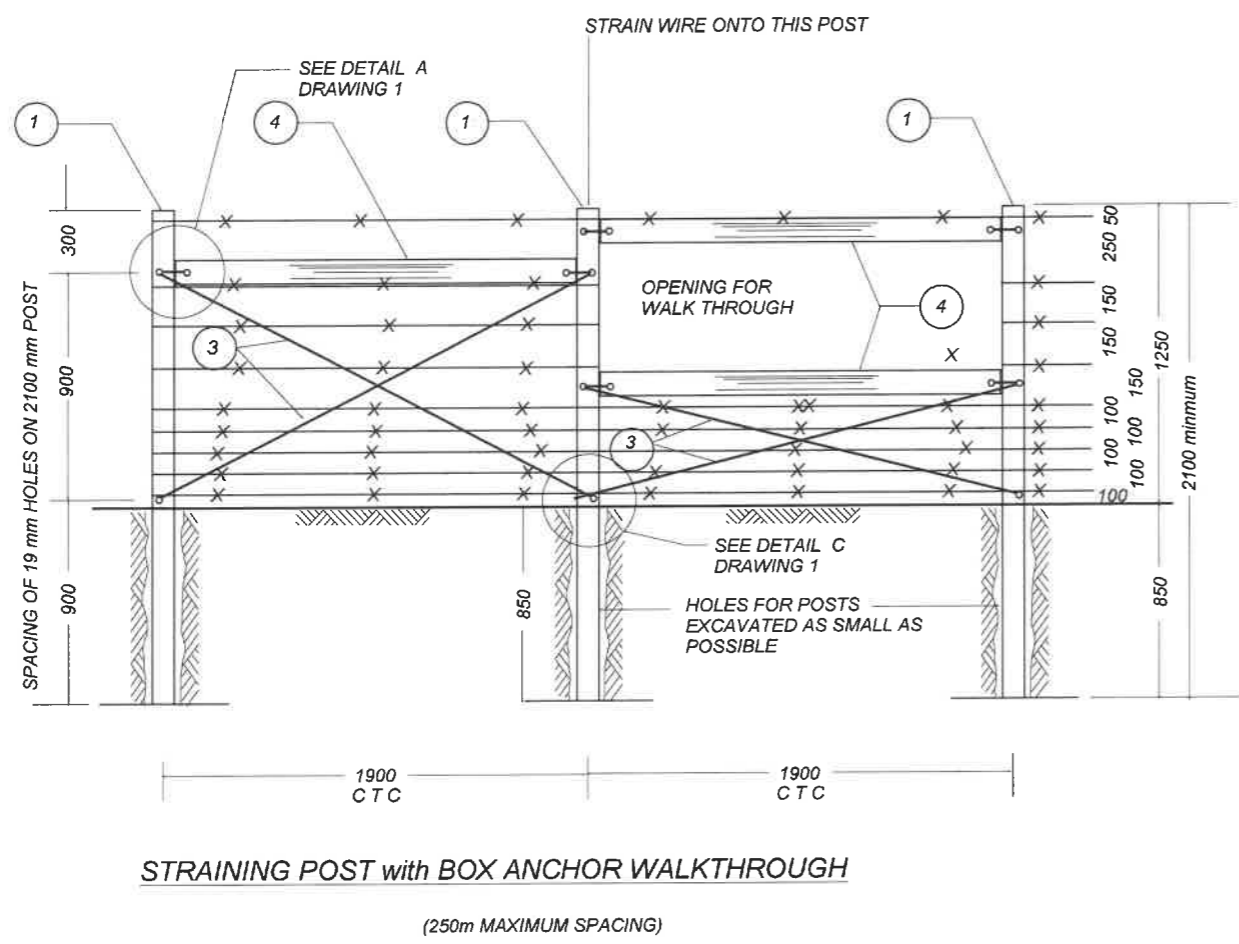 STRAIN WIRE ONTO THIS POST
SEE DETAIL A
DRAWING 1
1
4
1
1
300
50
250
OPENING FOR
WALK THROUGH
4
150
150
3
X
1250
SPACING OF 19 mm HOLES ON 2100 mm POST
900
150
100
100
3
100
100
100
2100 minimum
SEE DETAIL C
DRAWING 1
900
850
HOLES FOR POSTS
EXCAVATED AS SMALL AS
POSSIBLE
850
1900
C T C
1900
C T C
STRAINING POST with BOX ANCHOR WALKTHROUGH
(250m MAXIMUM SPACING)